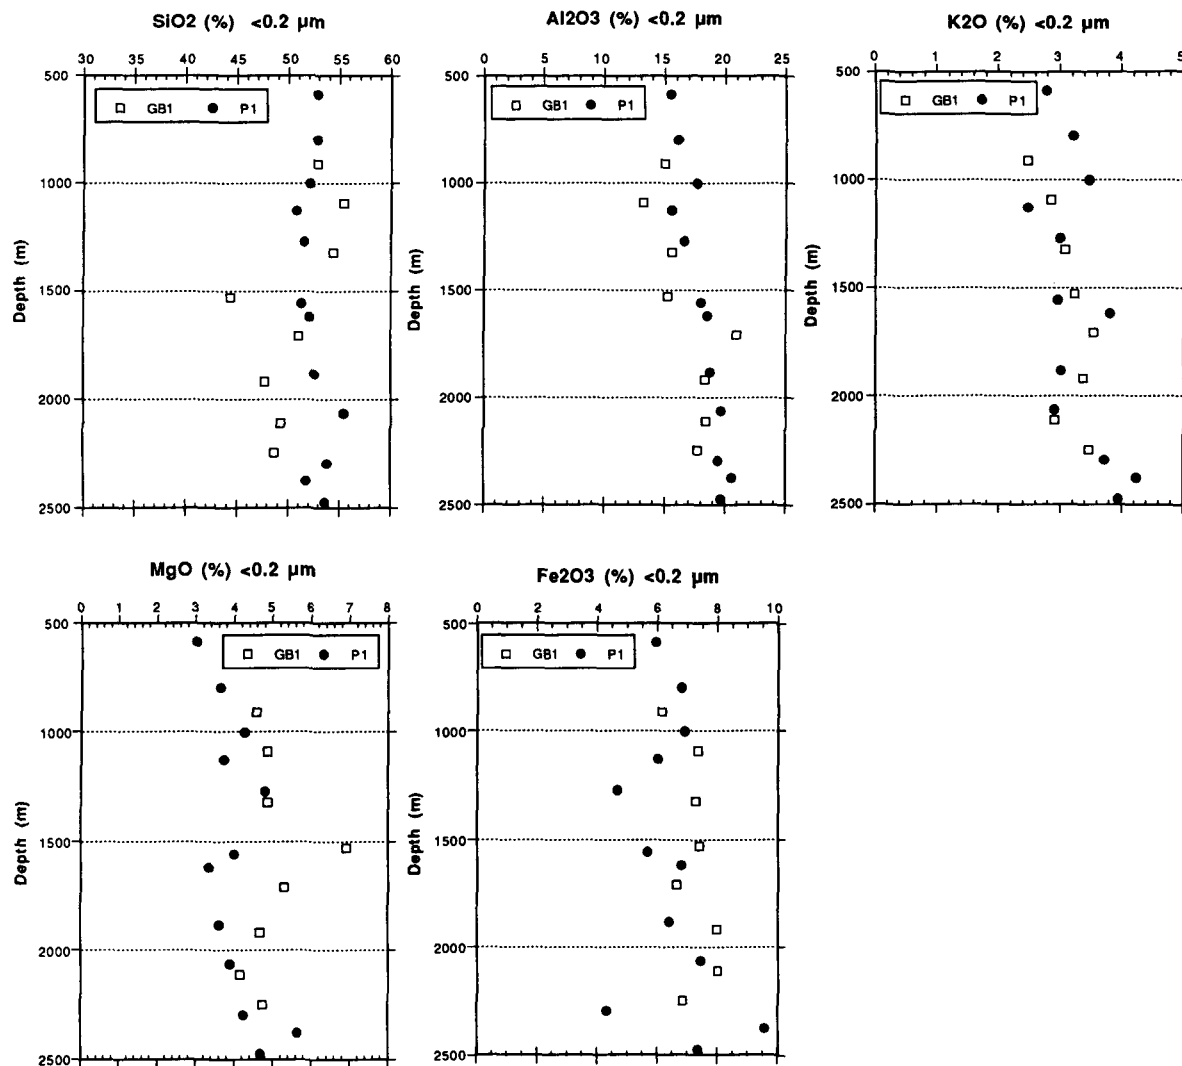 SiO2 (%) <0.2 µm
30 35 40 45 50 55 60
500
1000
1500
2000
2500
Depth (m)
GB1 P1
Al2O3 (%) <0.2 µm
0 5 10 15 20 25
500
1000
1500
2000
2500
Depth (m)
GB1 P1
K2O (%) <0.2 µm
0 1 2 3 4 5
500
1000
1500
2000
2500
Depth (m)
GB1 P1
MgO (%) <0.2 µm
0 1 2 3 4 5 6 7 8
500
1000
1500
2000
2500
Depth (m)
GB1 P1
Fe2O3 (%) <0.2 µm
0 2 4 6 8 10
500
1000
1500
2000
2500
Depth (m)
GB1 P1